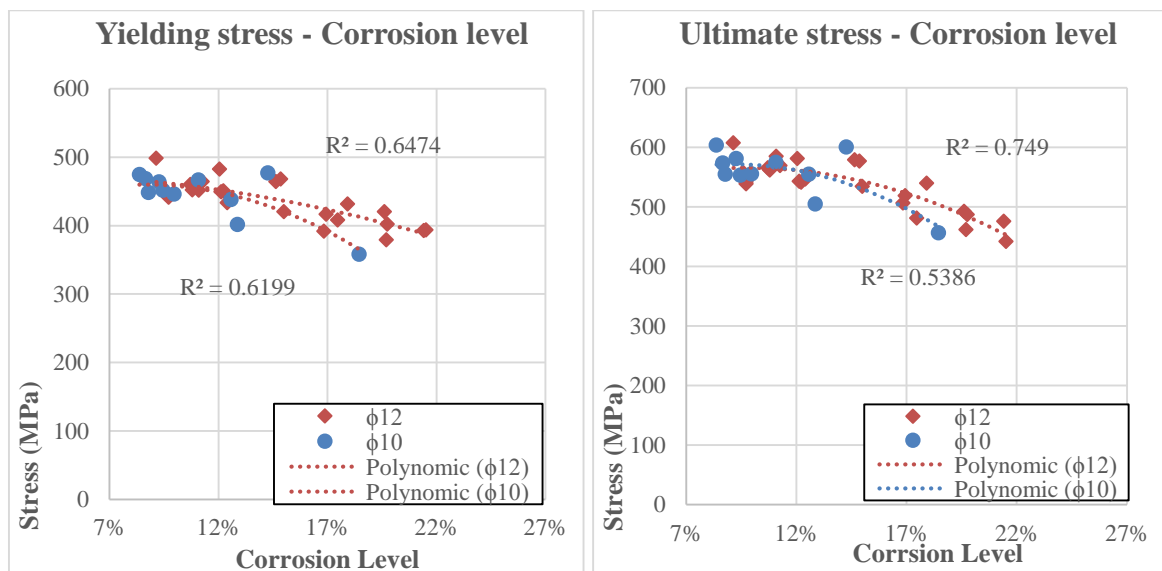 Yielding stress - Corrosion level
600
500
400
300
200
100
0
Stress (MPa)
R² = 0.6474
R² = 0.6199
ϕ12
ϕ10
Polynomic (ϕ12)
Polynomic (ϕ10)
7%
12%
17%
22%
27%
Corrosion Level
Ultimate stress - Corrosion level
700
600
500
400
300
200
100
0
Stress (MPa)
R² = 0.749
R² = 0.5386
ϕ12
ϕ10
Polynomic (ϕ12)
Polynomic (ϕ10)
7%
12%
17%
22%
27%
Corrsion Level